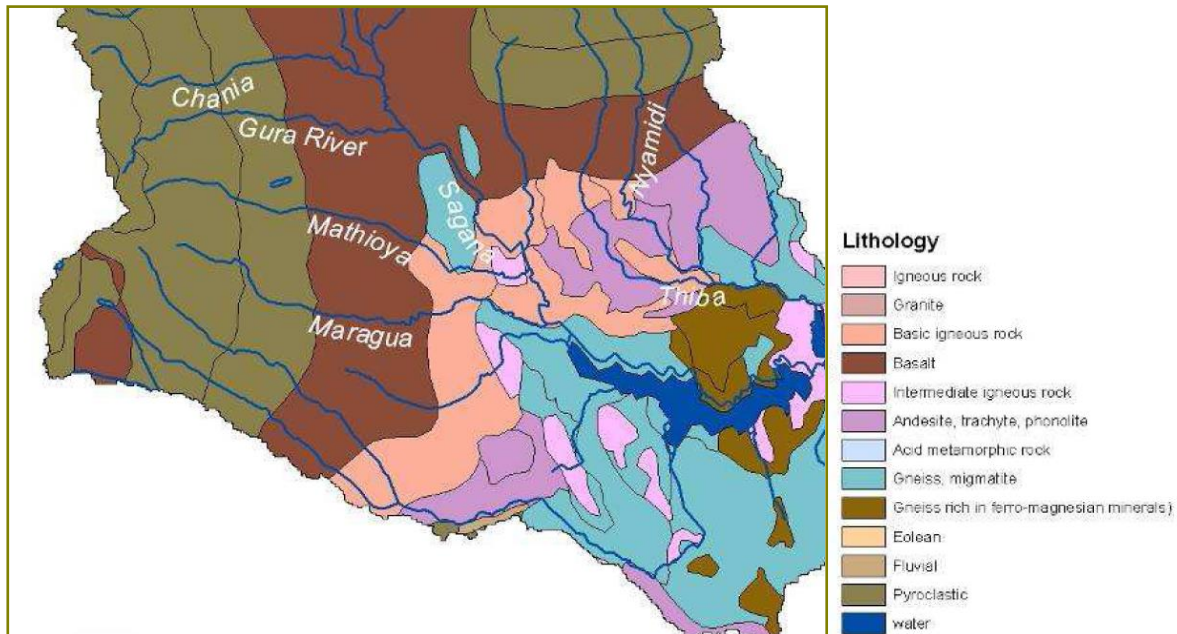 Chania
Gura River
Nyamidi
Sagana
Mathioya
Thiba
Maragua
Lithology
Igneous rock
Granite
Basic igneous rock
Basalt
Intermediate igneous rock
Andesite, trachyte, phonolite
Acid metamorphic rock
Gneiss, migmatite
Gneiss rich in ferro-magnesian minerals)
Eolean
Fluvial
Pyroclastic
water